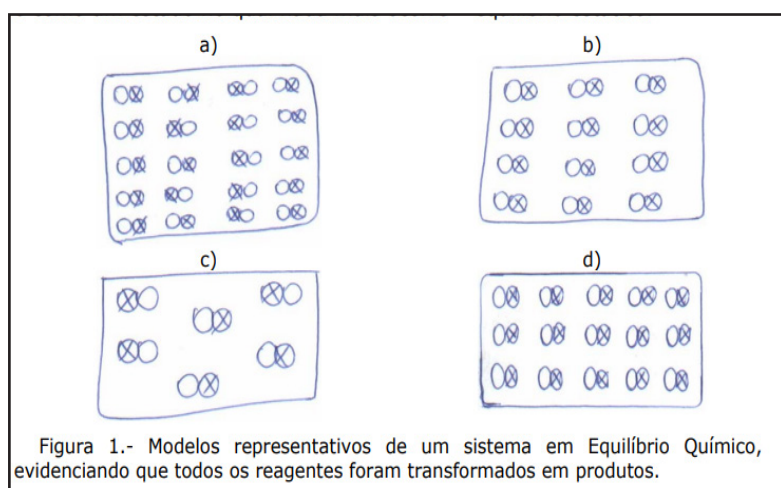 a)
b)
c)
d)
Figura 1.- Modelos representativos de um sistema em Equilíbrio Químico,
evidenciando que todos os reagentes foram transformados em produtos.